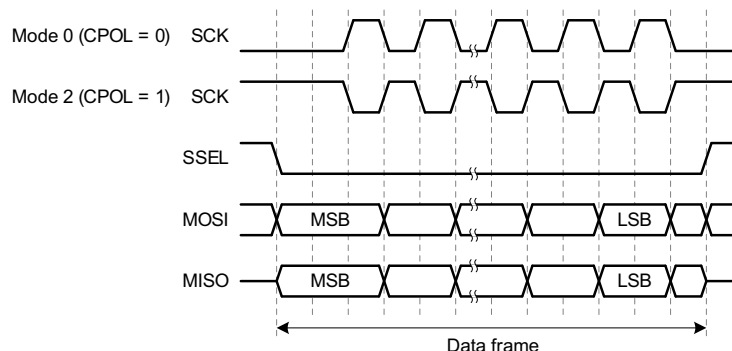 Mode 0 (CPOL = 0) SCK
Mode 2 (CPOL = 1) SCK
SSEL
MOSI MSB LSB
MISO MSB LSB
Data frame